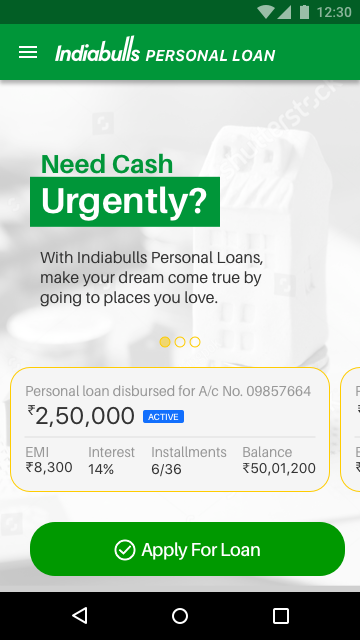 12:30
Indiabulls PERSONAL LOAN
Need Cash
Urgently?
With Indiabulls Personal Loans,
make your dream come true by
going to places you love.
Personal loan disbursed for A/c No. 09857664
₹2,50,000 ACTIVE
EMI Interest Installments Balance
₹8,300 14% 6/36 ₹50,01,200
Apply For Loan